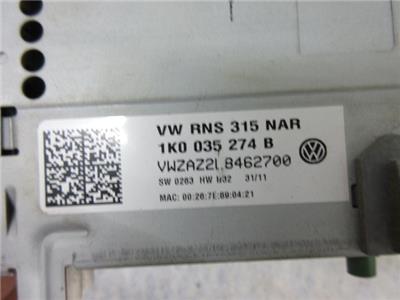 VW RNS 315 NAR
1K0 035 274 B
VWZAZ2L8462700
SW 0263 HW H32 31/11
MAC: 00:26:7E:89:04:21